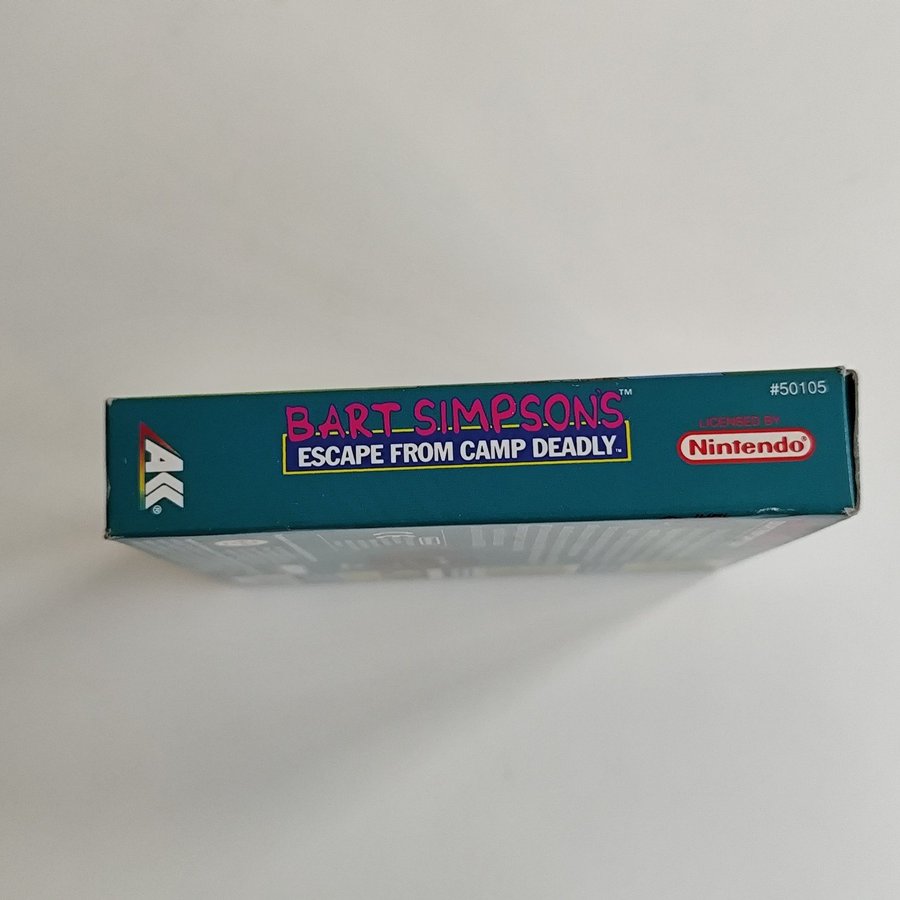 #50105
BART SIMPSON'S™
ESCAPE FROM CAMP DEADLY™
LICENSED BY
Nintendo®
AKK®